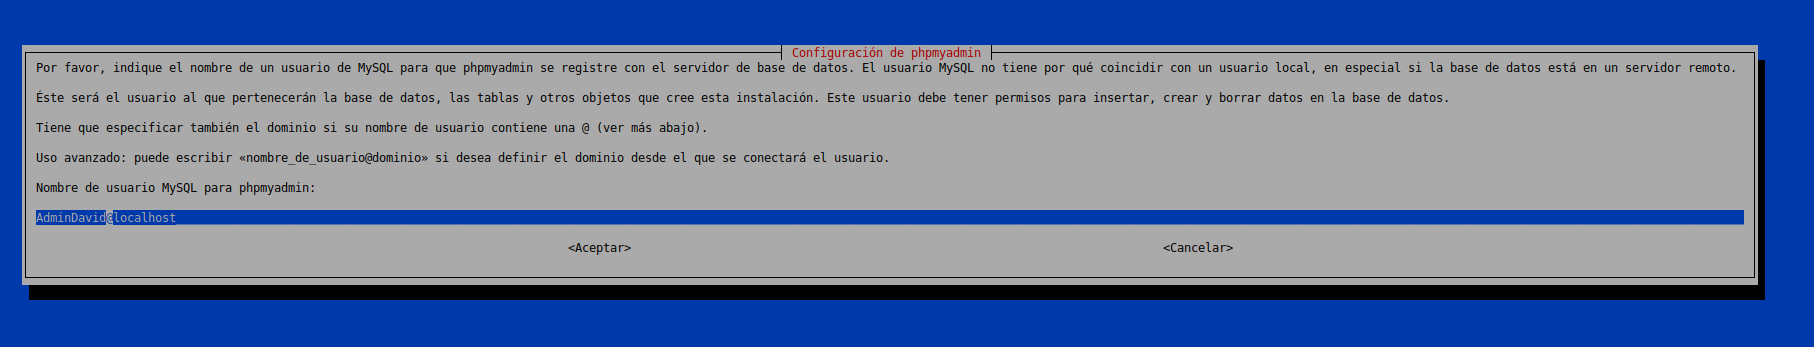 Configuración de phpmyadmin
Por favor, indique el nombre de un usuario de MySQL para que phpmyadmin se registre con el servidor de base de datos. El usuario MySQL no tiene por qué coincidir con un usuario local, en especial si la base de datos está en un servidor remoto.
Éste será el usuario al que pertenecerán la base de datos, las tablas y otros objetos que cree esta instalación. Este usuario debe tener permisos para insertar, crear y borrar datos en la base de datos.
Tiene que especificar también el dominio si su nombre de usuario contiene una @ (ver más abajo).
Uso avanzado: puede escribir «nombre_de_usuario@dominio» si desea definir el dominio desde el que se conectará el usuario.
Nombre de usuario MySQL para phpmyadmin:
AdminDavid@localhost
<Aceptar> <Cancelar>